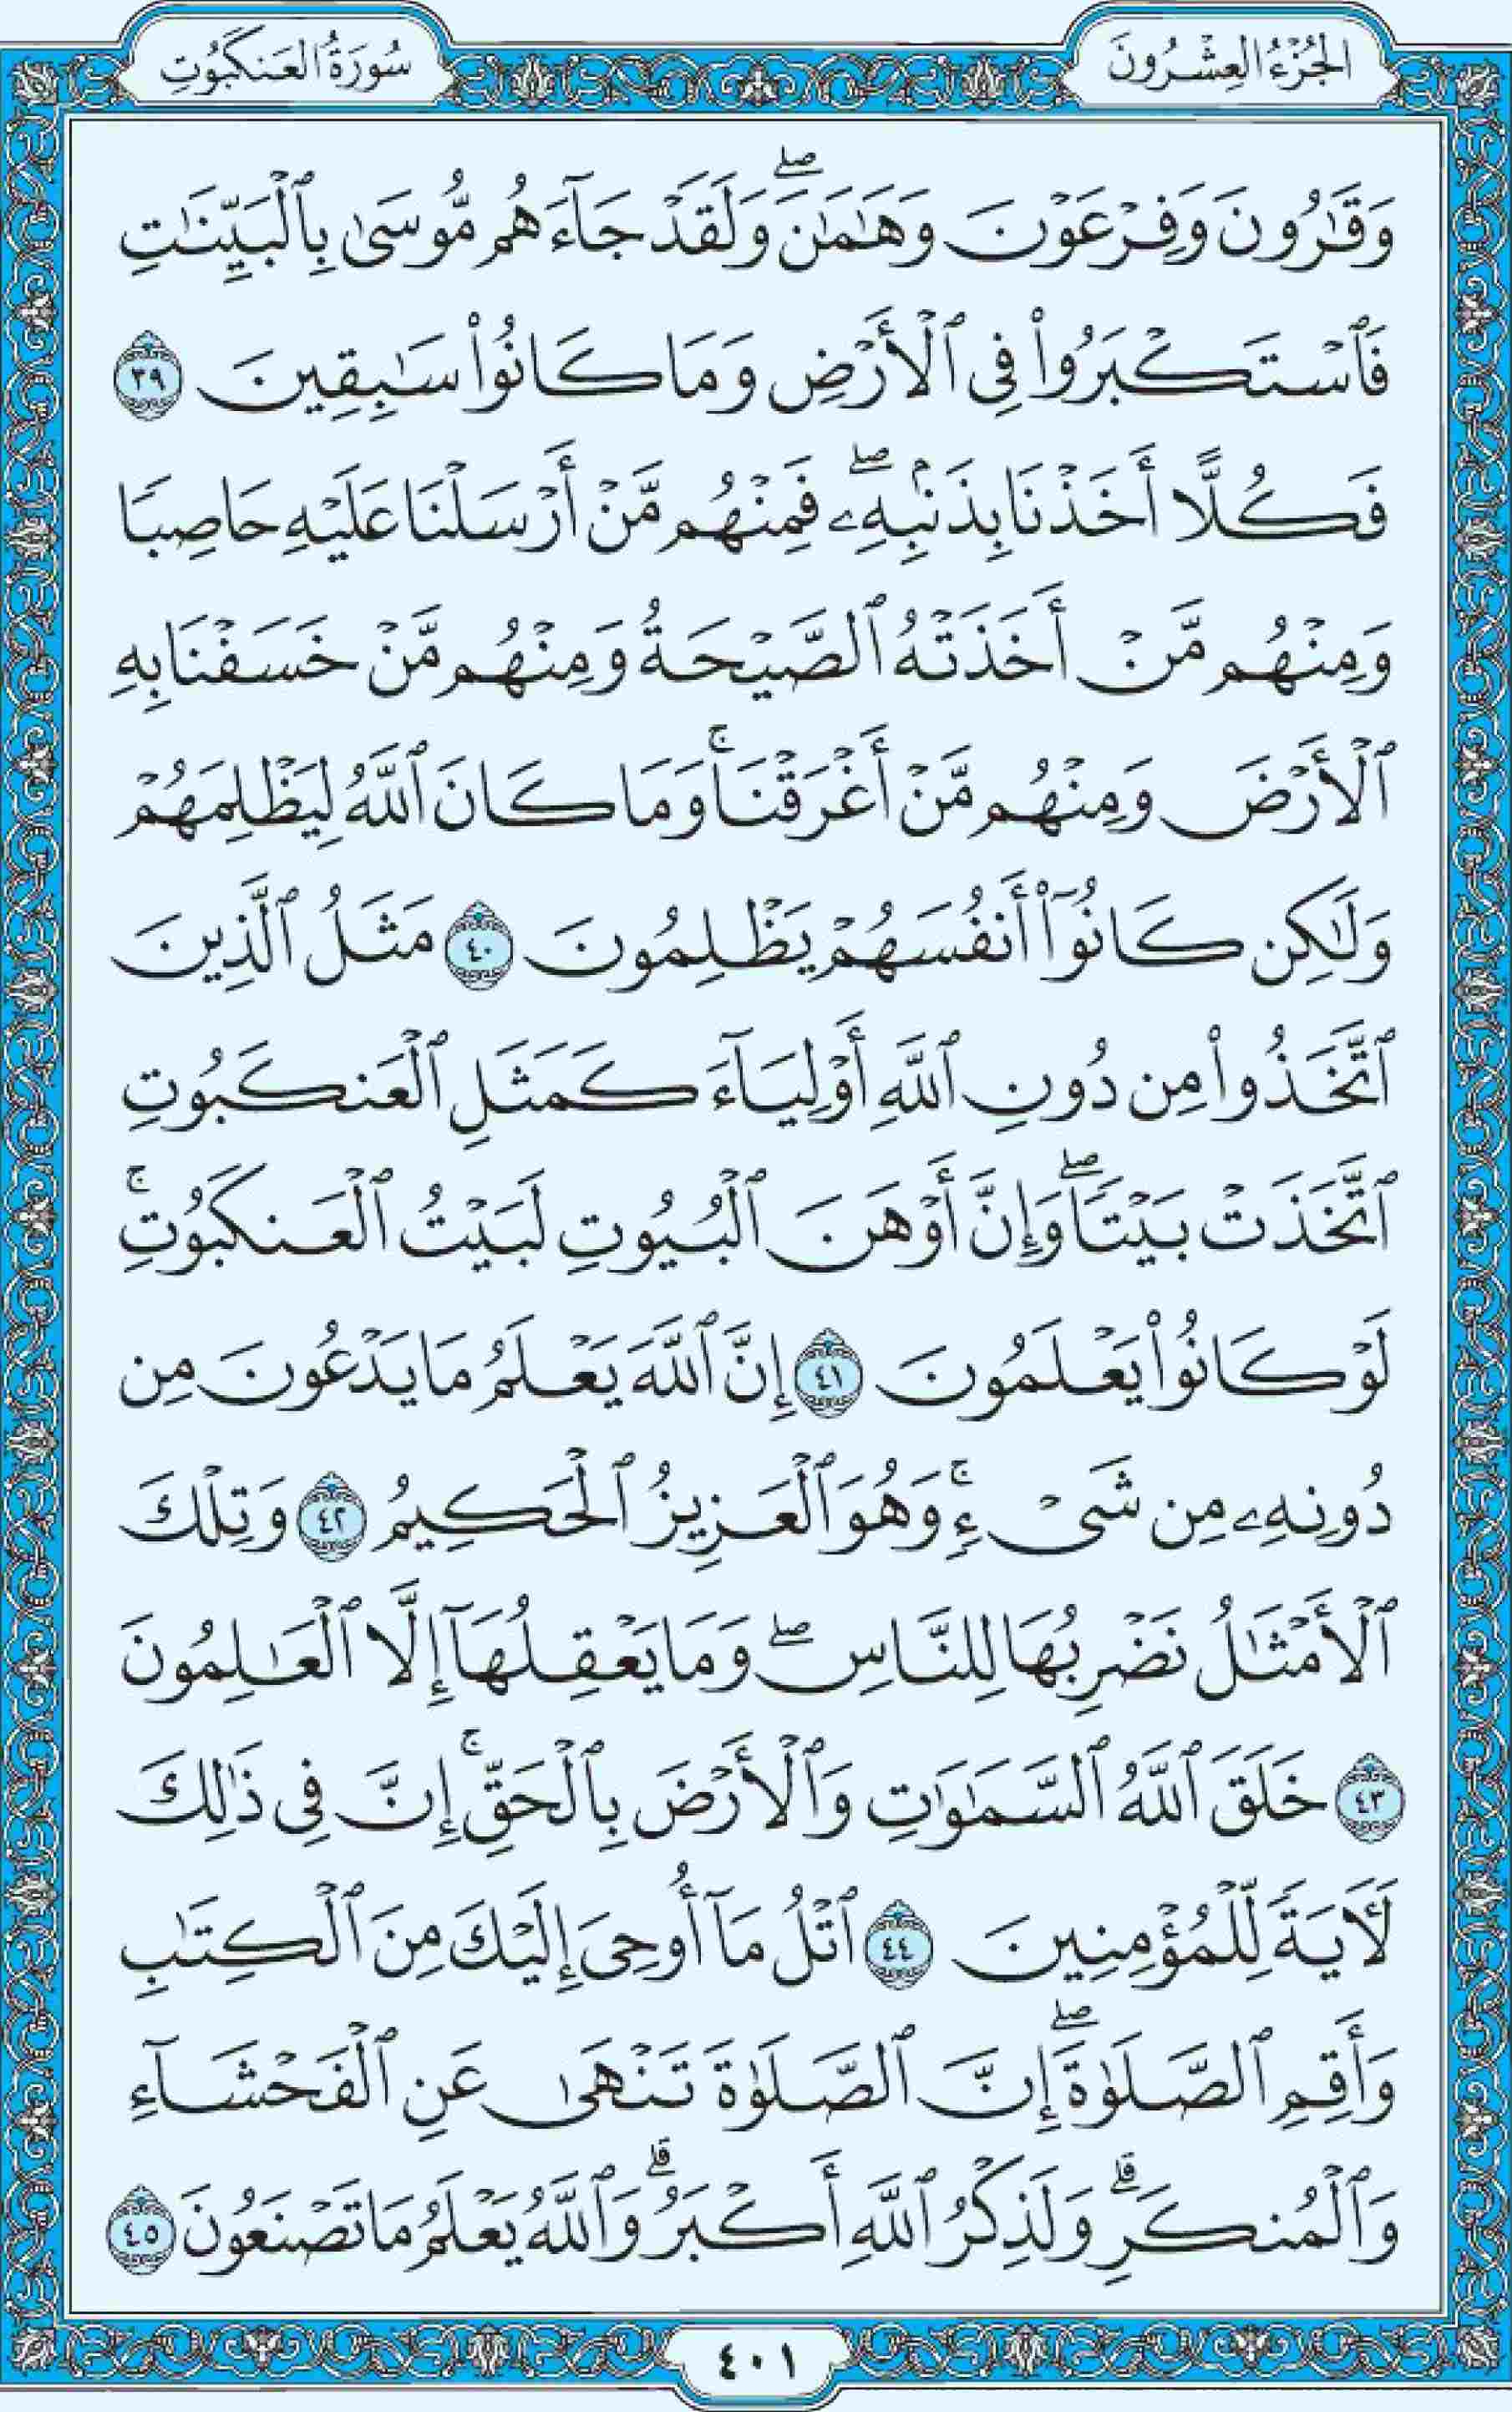 الجُزْءُ العِشْرُونَ
سُورَةُ العَنكَبُوتِ
وَقَٰرُونَ وَفِرْعَوْنَ وَهَٰمَٰنَۖ وَلَقَدْ جَآءَهُم مُّوسَىٰ بِٱلْبَيِّنَٰتِ
فَٱسْتَكْبَرُوا۟ فِى ٱلْأَرْضِ وَمَا كَانُوا۟ سَٰبِقِينَ ٣٩
فَكُلًّا أَخَذْنَا بِذَنۢبِهِۦۖ فَمِنْهُم مَّنْ أَرْسَلْنَا عَلَيْهِ حَاصِبًا
وَمِنْهُم مَّنْ أَخَذَتْهُ ٱلصَّيْحَةُ وَمِنْهُم مَّنْ خَسَفْنَا بِهِ
ٱلْأَرْضَ وَمِنْهُم مَّنْ أَغْرَقْنَاۚ وَمَا كَانَ ٱللَّهُ لِيَظْلِمَهُمْ
وَلَٰكِن كَانُوٓا۟ أَنفُسَهُمْ يَظْلِمُونَ ٤٠ مَثَلُ ٱلَّذِينَ
ٱتَّخَذُوا۟ مِن دُونِ ٱللَّهِ أَوْلِيَآءَ كَمَثَلِ ٱلْعَنكَبُوتِ
ٱتَّخَذَتْ بَيْتًاۖ وَإِنَّ أَوْهَنَ ٱلْبُيُوتِ لَبَيْتُ ٱلْعَنكَبُوتِۚ
لَوْ كَانُوا۟ يَعْلَمُونَ ٤١ إِنَّ ٱللَّهَ يَعْلَمُ مَا يَدْعُونَ مِن
دُونِهِۦ مِن شَىْءٍۚ وَهُوَ ٱلْعَزِيزُ ٱلْحَكِيمُ ٤٢ وَتِلْكَ
ٱلْأَمْثَٰلُ نَضْرِبُهَا لِلنَّاسِۖ وَمَا يَعْقِلُهَآ إِلَّا ٱلْعَٰلِمُونَ
٤٣ خَلَقَ ٱللَّهُ ٱلسَّمَٰوَٰتِ وَٱلْأَرْضَ بِٱلْحَقِّۚ إِنَّ فِى ذَٰلِكَ
لَءَايَةً لِّلْمُؤْمِنِينَ ٤٤ ٱتْلُ مَآ أُوحِىَ إِلَيْكَ مِنَ ٱلْكِتَٰبِ
وَأَقِمِ ٱلصَّلَوٰةَۖ إِنَّ ٱلصَّلَوٰةَ تَنْهَىٰ عَنِ ٱلْفَحْشَآءِ
وَٱلْمُنكَرِۗ وَلَذِكْرُ ٱللَّهِ أَكْبَرُۗ وَٱللَّهُ يَعْلَمُ مَا تَصْنَعُونَ ٤٥
٤٠١